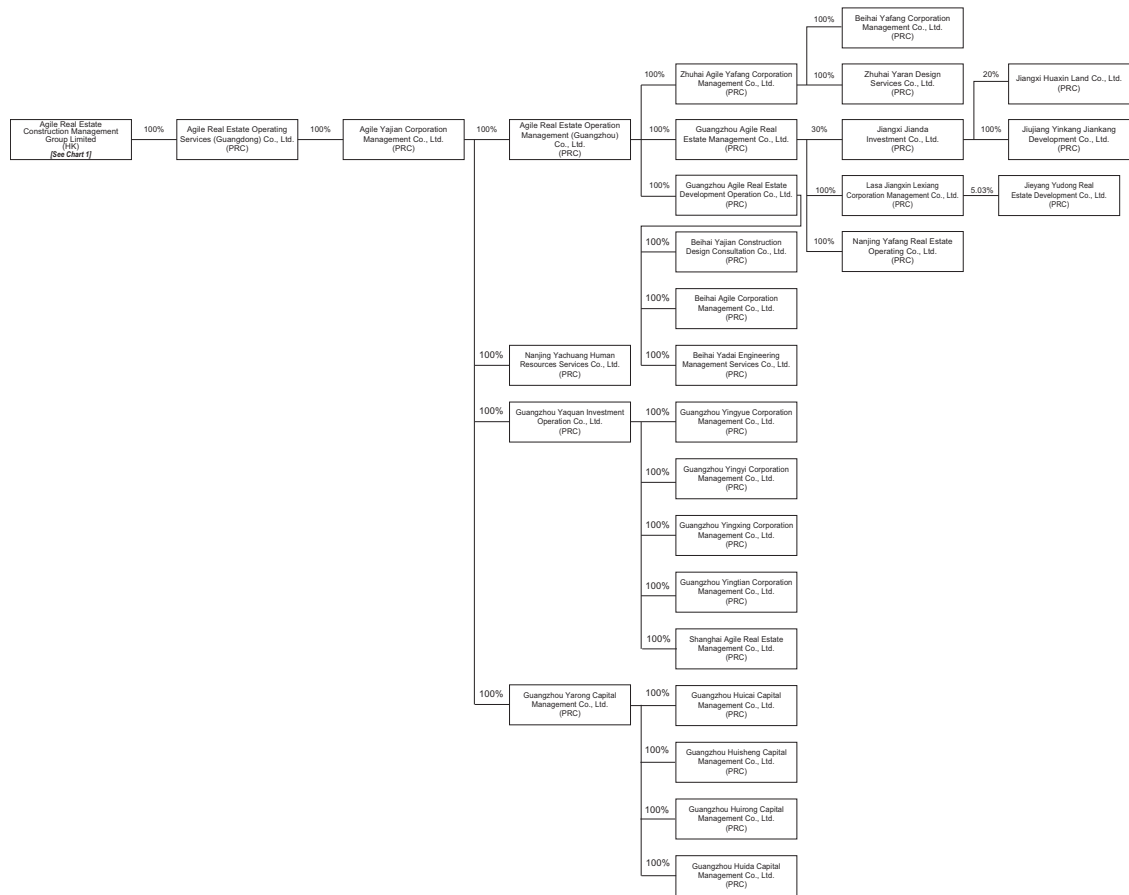 100%
Beihai Yafang Corporation
Management Co., Ltd.
(PRC)
100%
Zhuhai Agile Yafang Corporation
Management Co., Ltd.
(PRC)
100%
Zhuhai Yaran Design
Services Co., Ltd.
(PRC)
20%
Jiangxi Huaxin Land Co., Ltd.
(PRC)
Agile Real Estate
Construction Management
Group Limited
(HK)
[See Chart 1]
100%
Agile Real Estate Operating
Services (Guangdong) Co., Ltd.
(PRC)
100%
Agile Yajian Corporation
Management Co., Ltd.
(PRC)
100%
Agile Real Estate Operation
Management (Guangzhou)
Co., Ltd.
(PRC)
100%
Guangzhou Agile Real
Estate Management Co., Ltd.
(PRC)
30%
Jiangxi Jianda
Investment Co., Ltd.
(PRC)
100%
Jiujiang Yinkang Jiankang
Development Co., Ltd.
(PRC)
100%
Guangzhou Agile Real Estate
Development Operation Co., Ltd.
(PRC)
100%
Lasa Jiangxin Lexiang
Corporation Management Co., Ltd.
(PRC)
5.03%
Jieyang Yudong Real
Estate Development Co., Ltd.
(PRC)
100%
Beihai Yajian Construction
Design Consultation Co., Ltd.
(PRC)
100%
Nanjing Yafang Real Estate
Operating Co., Ltd.
(PRC)
100%
Beihai Agile Corporation
Management Co., Ltd.
(PRC)
100%
Nanjing Yachuang Human
Resources Services Co., Ltd.
(PRC)
100%
Beihai Yadai Engineering
Management Services Co., Ltd.
(PRC)
100%
Guangzhou Yaquan Investment
Operation Co., Ltd.
(PRC)
100%
Guangzhou Yingyue Corporation
Management Co., Ltd.
(PRC)
100%
Guangzhou Yingyi Corporation
Management Co., Ltd.
(PRC)
100%
Guangzhou Yingxing Corporation
Management Co., Ltd.
(PRC)
100%
Guangzhou Yingtian Corporation
Management Co., Ltd.
(PRC)
100%
Shanghai Agile Real Estate
Management Co., Ltd.
(PRC)
100%
Guangzhou Yarong Capital
Management Co., Ltd.
(PRC)
100%
Guangzhou Huicai Capital
Management Co., Ltd.
(PRC)
100%
Guangzhou Huisheng Capital
Management Co., Ltd.
(PRC)
100%
Guangzhou Huirong Capital
Management Co., Ltd.
(PRC)
100%
Guangzhou Huida Capital
Management Co., Ltd.
(PRC)